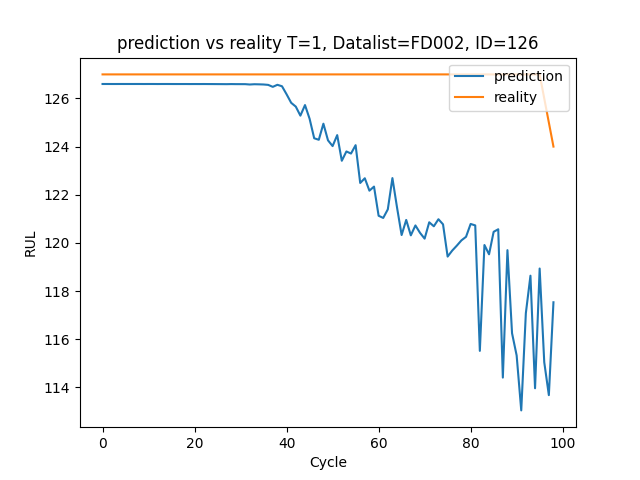 prediction vs reality T=1, Datalist=FD002, ID=126
prediction
reality
126
124
122
120
118
116
114
RUL
0 20 40 60 80 100
Cycle